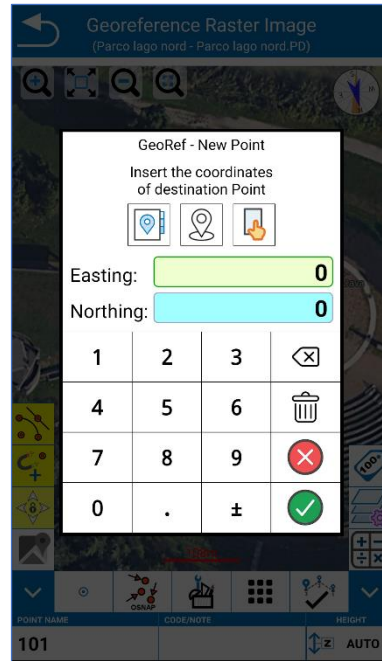 Georeference Raster Image
(Parco lago nord - Parco lago nord.PD)
GeoRef - New Point
Insert the coordinates
of destination Point
Easting: 0
Northing: 0
1 2 3
4 5 6
7 8 9
0 . ±
100.
8
OSNAP
POINT NAME CODE/NOTE HEIGHT
101 Z AUTO